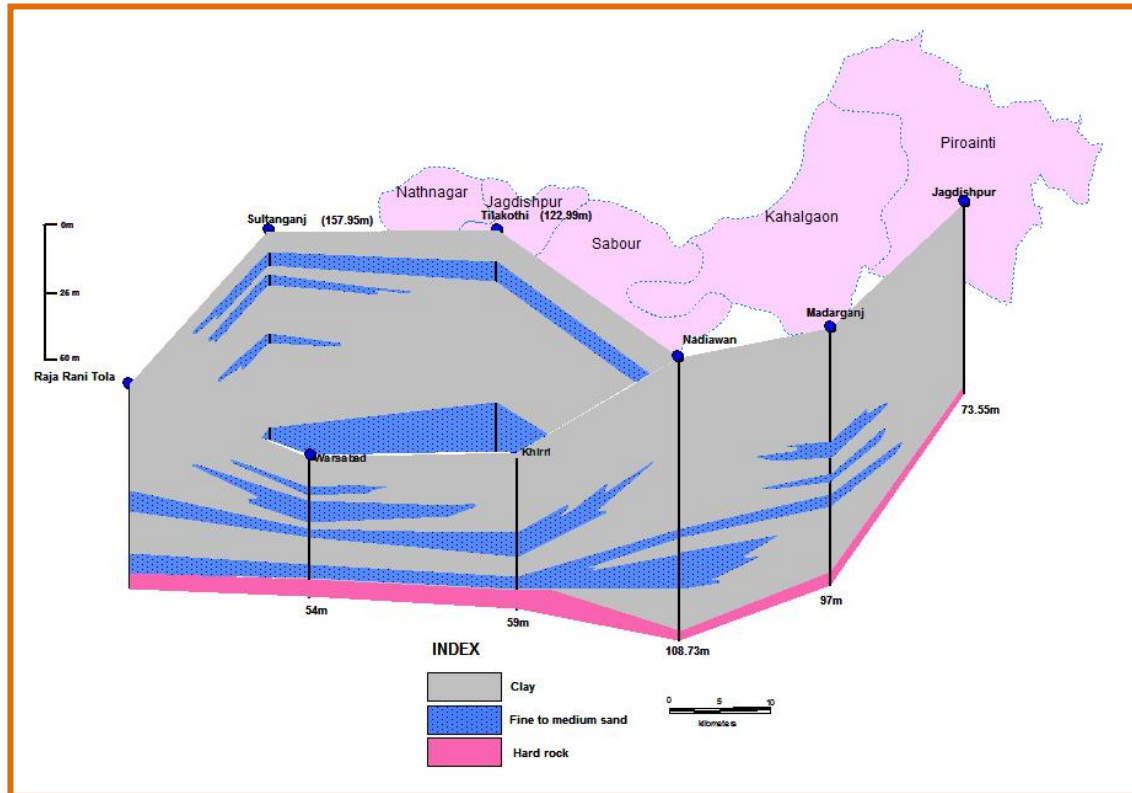 Piroainti
Nathnagar
Jagdishpur
Jagdishpur
Sultanganj (157.95m)
Tilakothi (122.99m)
Kahalgaon
0m
Sabour
26 m
Madarganj
Nadiawan
60 m
Raja Rani Tola
73.55m
Khirri
Warsabad
97m
54m
59m
108.73m
INDEX
Clay
0 5 10
kilometers
Fine to medium sand
Hard rock